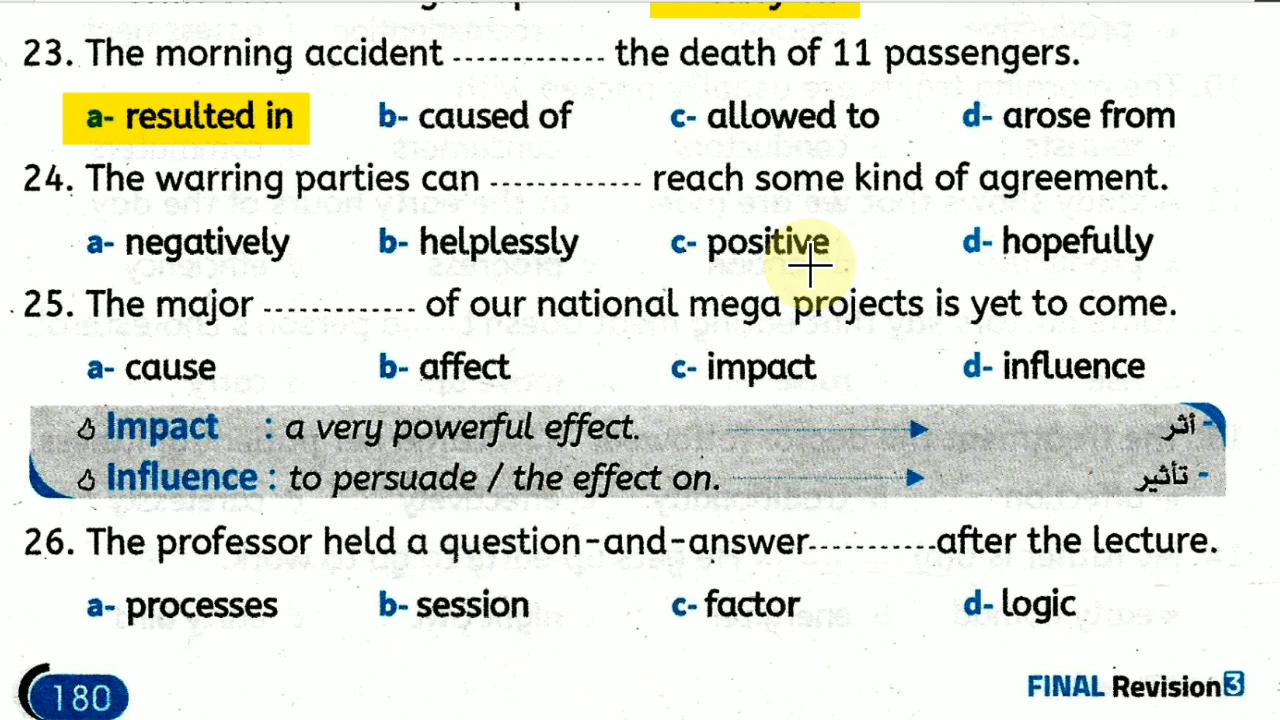 23. The morning accident ------------ the death of 11 passengers.
a- resulted in b- caused of c- allowed to d- arose from
24. The warring parties can ------------ reach some kind of agreement.
a- negatively b- helplessly c- positive d- hopefully
25. The major ------------ of our national mega projects is yet to come.
a- cause b- affect c- impact d- influence
Impact : a very powerful effect. - أثر
Influence : to persuade / the effect on. - تأثير
26. The professor held a question-and-answer---------- after the lecture.
a- processes b- session c- factor d- logic
180 FINAL Revision 3